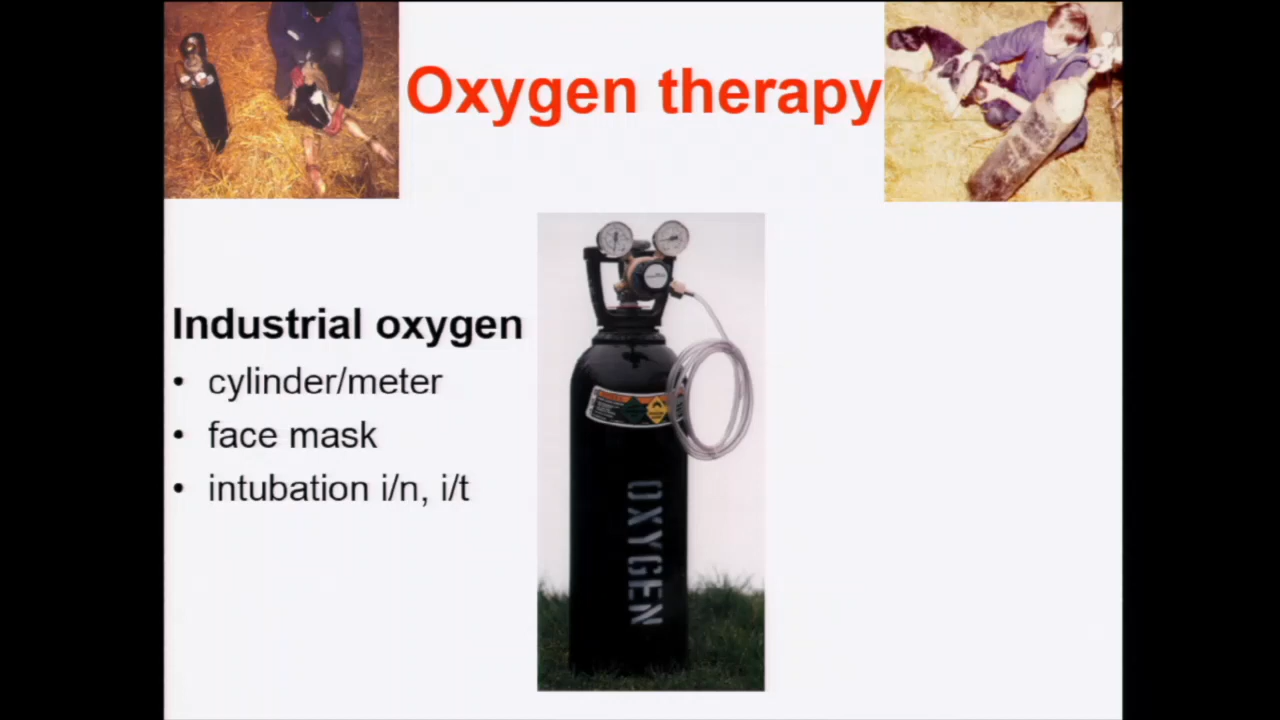 Oxygen therapy
Industrial oxygen
• cylinder/meter
• face mask
• intubation i/n, i/t
OXYGEN